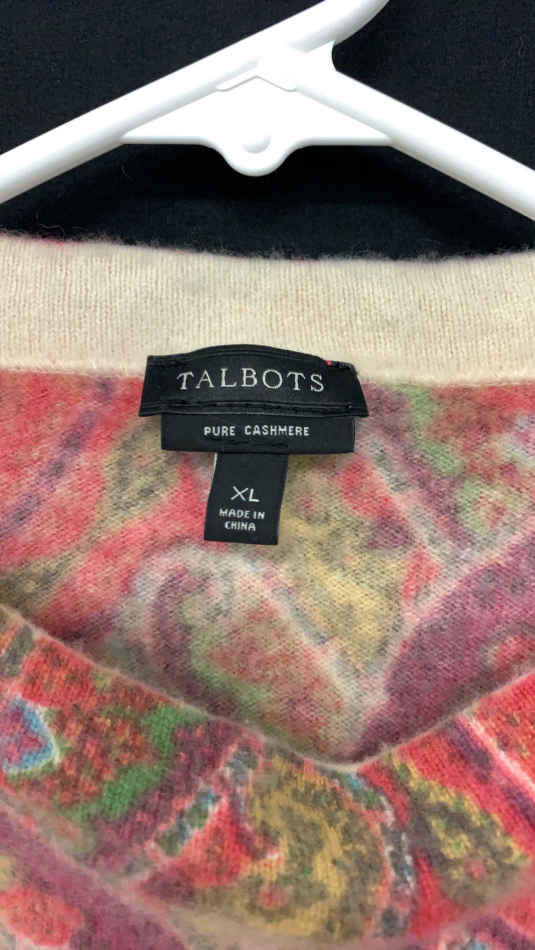 TALBOTS
PURE CASHMERE
XL
MADE IN
CHINA